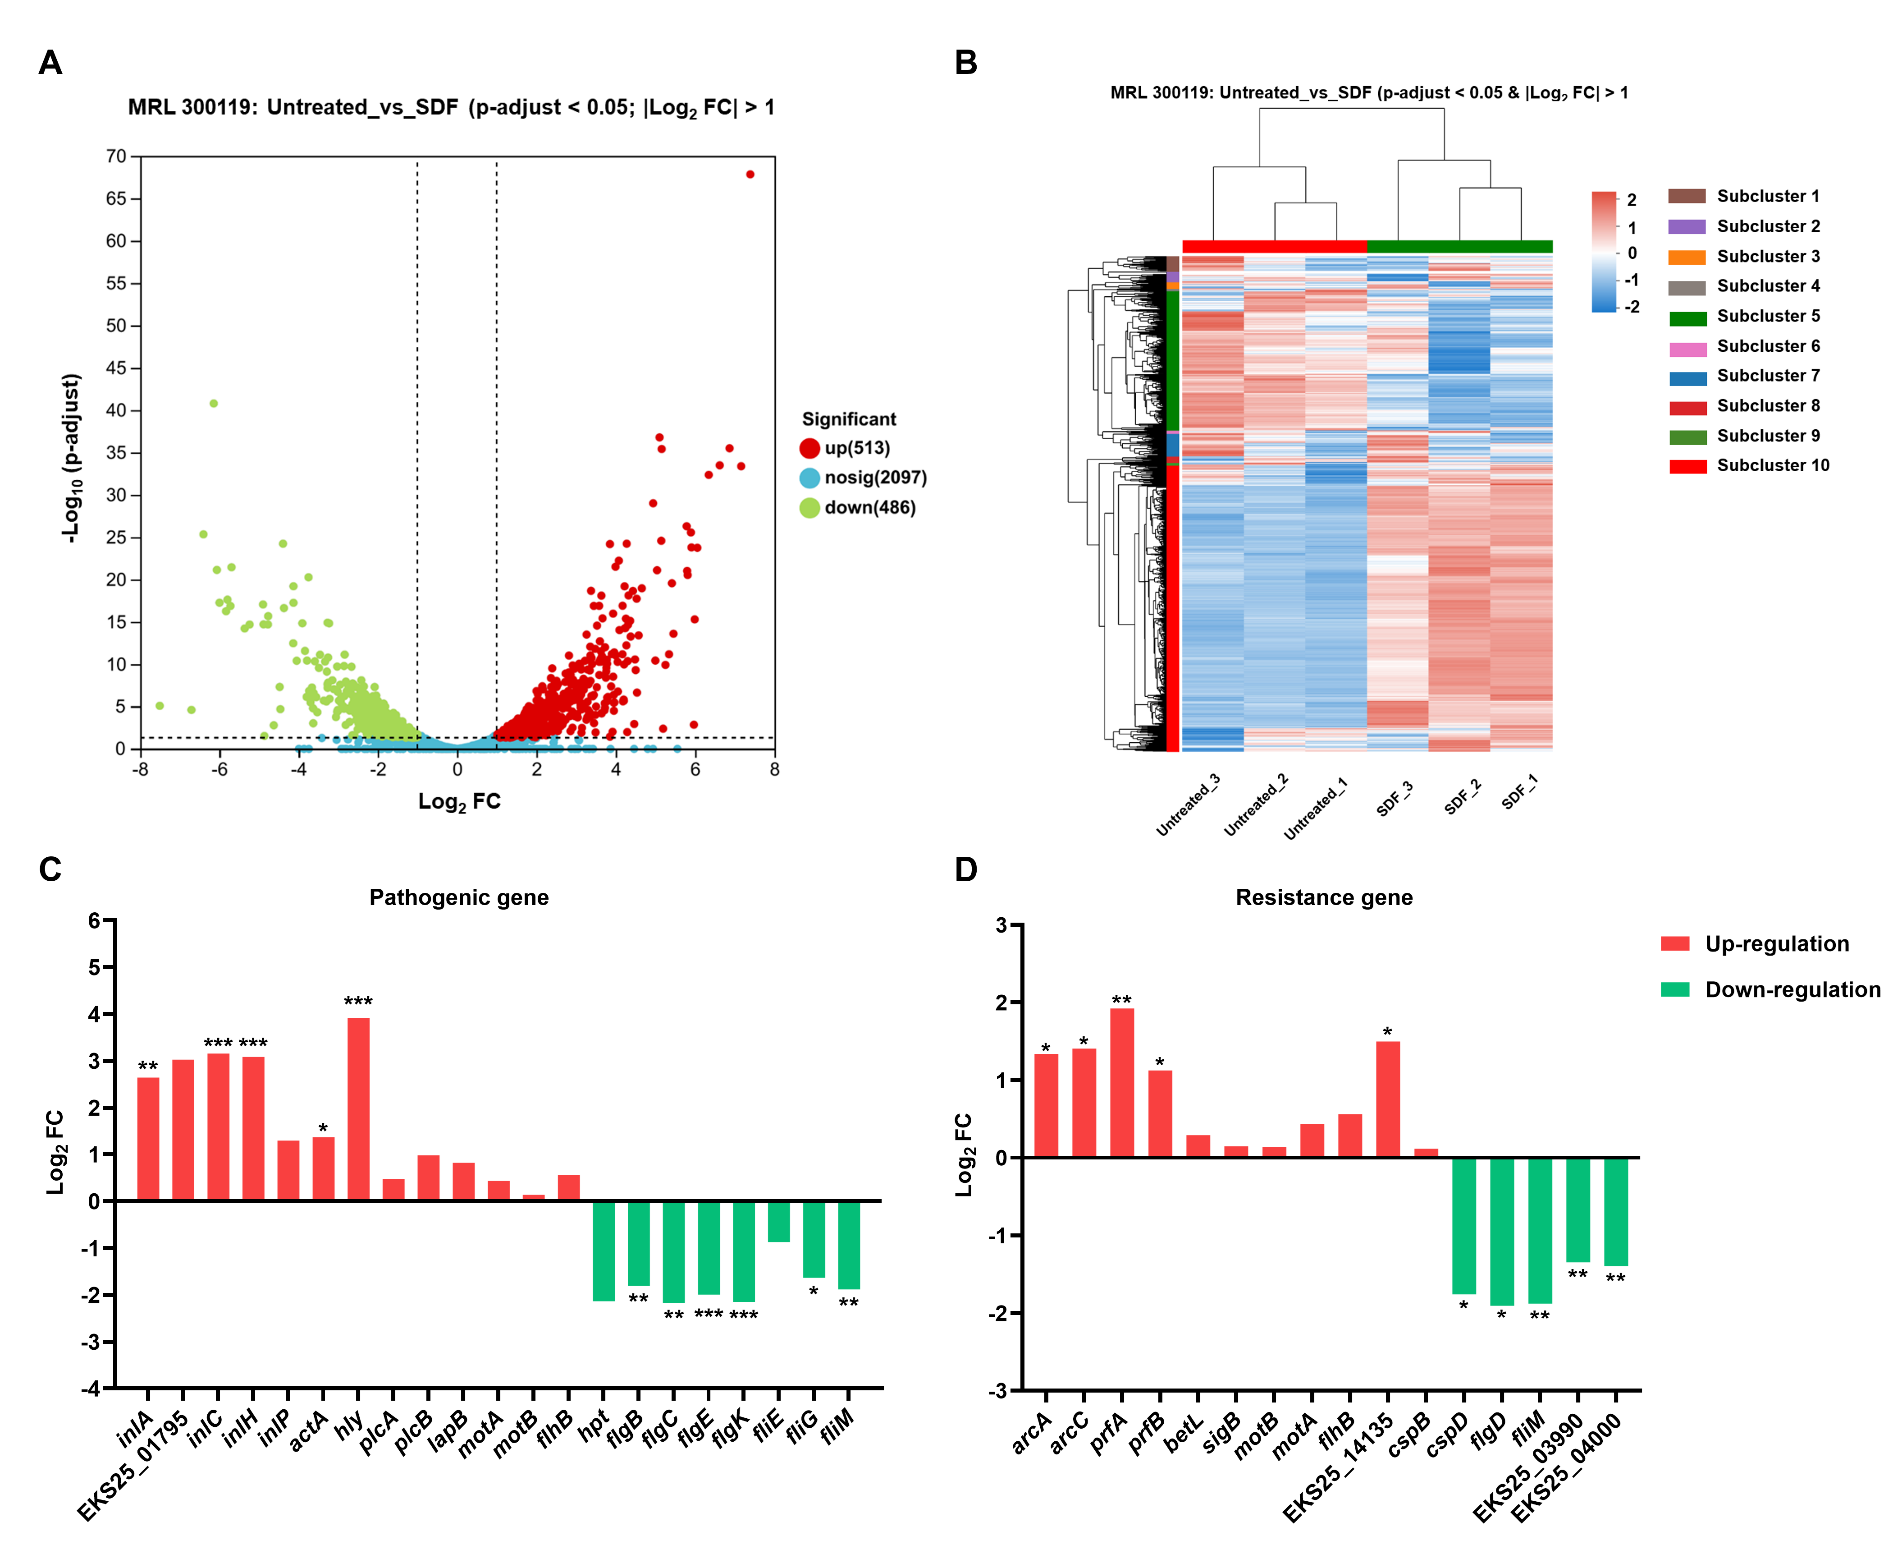 A
MRL 300119: Untreated_vs_SDF (p-adjust < 0.05; |Log2 FC| > 1
-Log10 (p-adjust)
70
65
60
55
50
45
40
35
30
25
20
15
10
5
0
-8 -6 -4 -2 0 2 4 6 8
Log2 FC
Significant
up(513)
nosig(2097)
down(486)
B
MRL 300119: Untreated_vs_SDF (p-adjust < 0.05 & |Log2 FC| > 1
2
1
0
-1
-2
Subcluster 1
Subcluster 2
Subcluster 3
Subcluster 4
Subcluster 5
Subcluster 6
Subcluster 7
Subcluster 8
Subcluster 9
Subcluster 10
Untreated_3 Untreated_2 Untreated_1 SDF_3 SDF_2 SDF_1
C
Pathogenic gene
Log2 FC
6
5
4
3
2
1
0
-1
-2
-3
-4
** *** *** * ***
** ** *** *** * **
inlA EKS25_01795 inlC inlH inlP actA hly plcA plcB lapB motA motB flhB hpt flgB flgC flgE flgK fliE fliG fliM
D
Resistance gene
Log2 FC
3
2
1
0
-1
-2
-3
* * ** * *
* * ** ** **
arcA arcC prfA prfB betL sigB motB motA flhB EKS25_14135 cspB cspD flgD fliM EKS25_03990 EKS25_04000
Up-regulation
Down-regulation